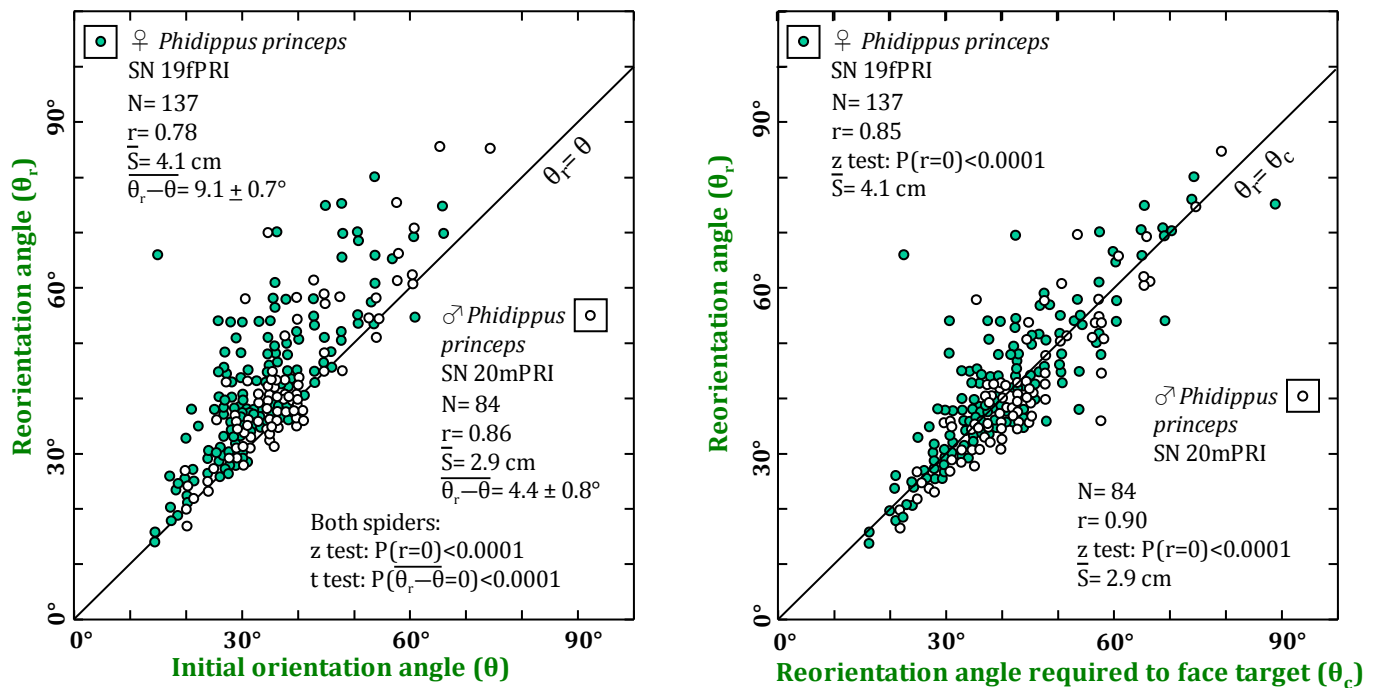 ♀ Phidippus princeps
SN 19fPRI
N= 137
r= 0.78
S̅= 4.1 cm
θ̅ᵣ̅—̅θ̅= 9.1 ± 0.7°
θᵣ= θ
♂ Phidippus
princeps
SN 20mPRI
N= 84
r= 0.86
S̅= 2.9 cm
θ̅ᵣ̅—̅θ̅= 4.4 ± 0.8°
Both spiders:
z test: P(r=0)<0.0001
t test: P(θ̅ᵣ̅—̅θ̅=0)<0.0001
90°
60°
30°
0°
Reorientation angle (θᵣ)
0° 30° 60° 90°
Initial orientation angle (θ)
♀ Phidippus princeps
SN 19fPRI
N= 137
r= 0.85
z test: P(r=0)<0.0001
S̅= 4.1 cm
θᵣ= θc
♂ Phidippus
princeps
SN 20mPRI
N= 84
r= 0.90
z test: P(r=0)<0.0001
S̅= 2.9 cm
90°
60°
30°
0°
Reorientation angle (θᵣ)
0° 30° 60° 90°
Reorientation angle required to face target (θc)